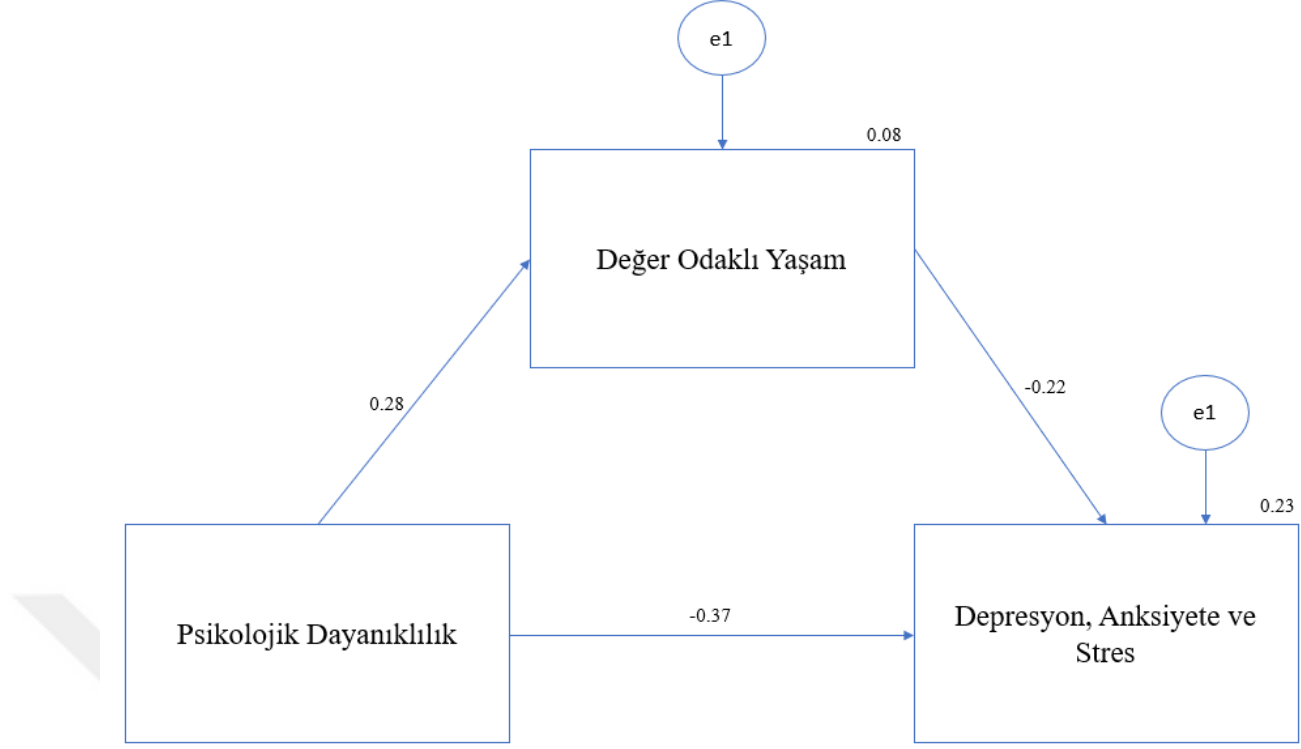 e1
0.08
Değer Odaklı Yaşam
0.28
-0.22
e1
0.23
Psikolojik Dayanıklılık
-0.37
Depresyon, Anksiyete ve
Stres